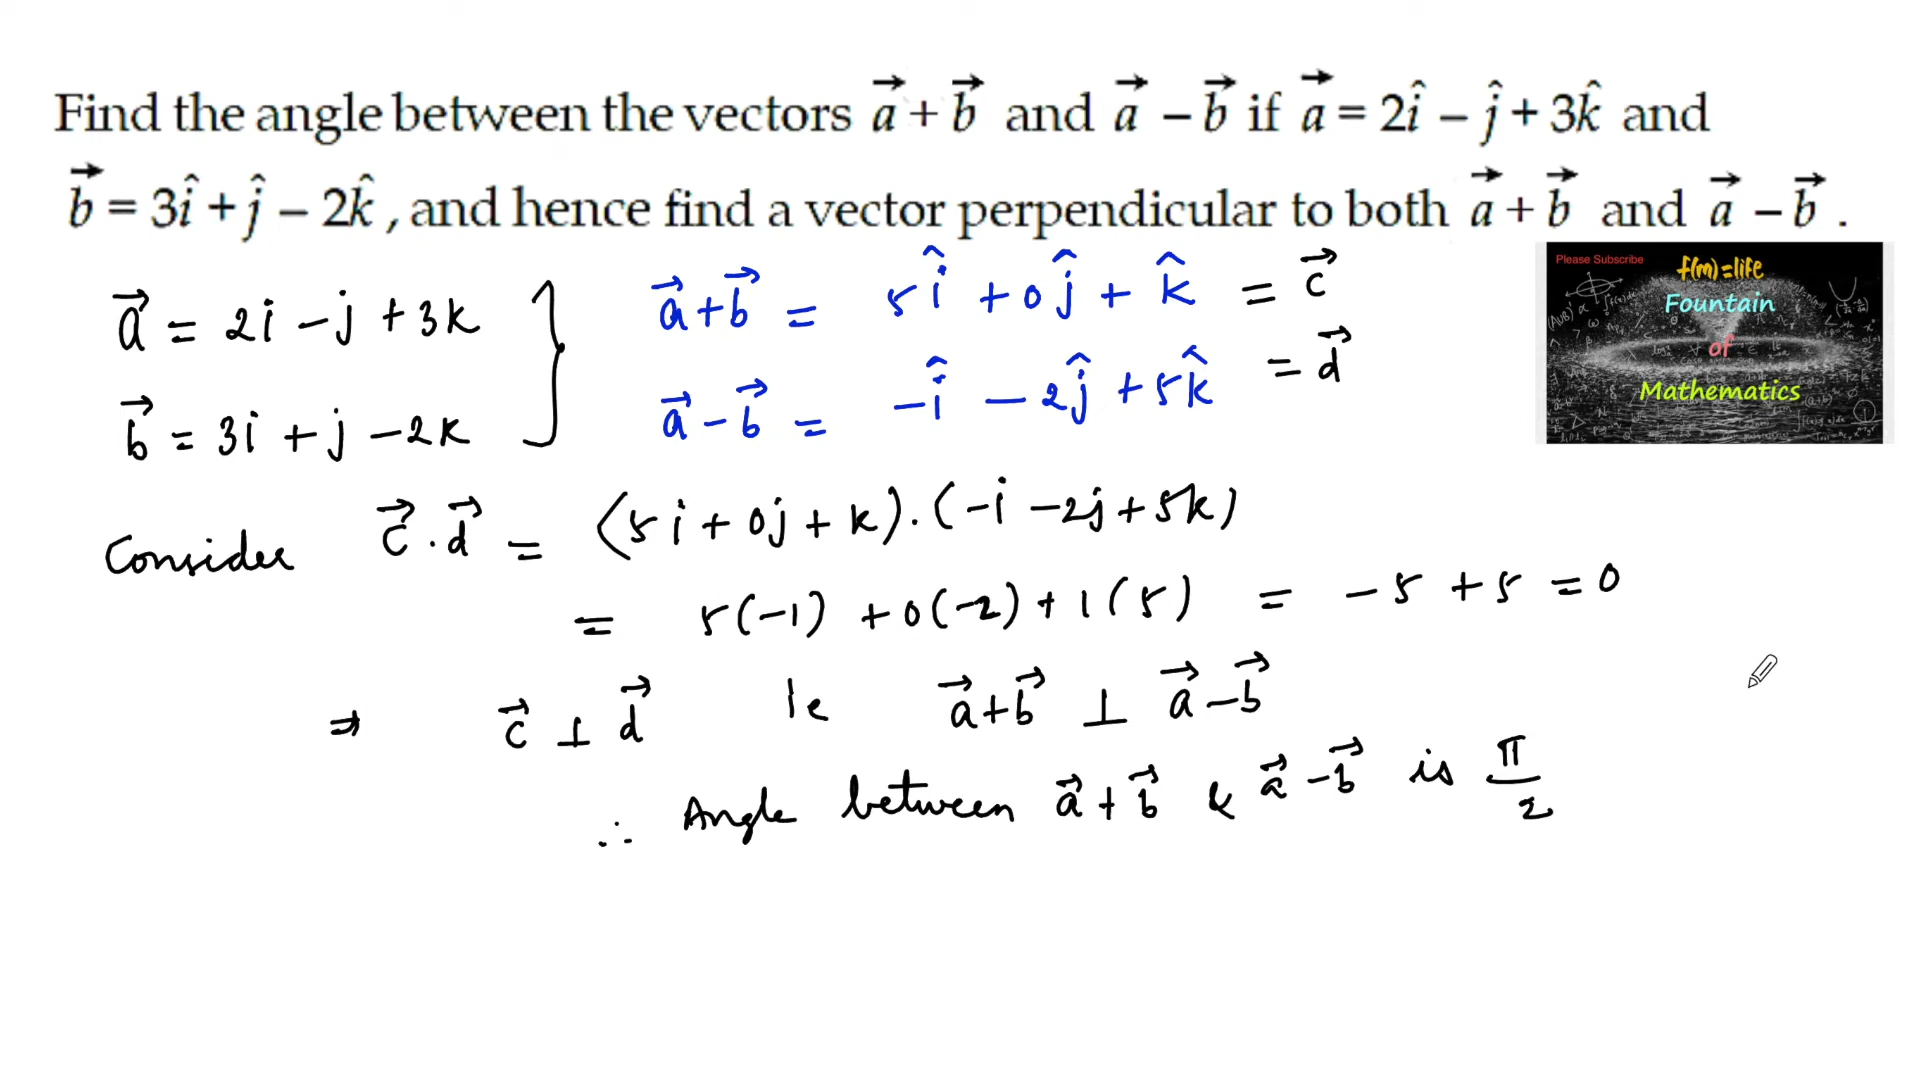 Find the angle between the vectors a⃗ + b⃗ and a⃗ − b⃗ if a⃗ = 2î − ĵ + 3k̂ and
b⃗ = 3î + ĵ − 2k̂ , and hence find a vector perpendicular to both a⃗ + b⃗ and a⃗ − b⃗ .
a⃗ = 2i − j + 3k
b⃗ = 3i + j − 2k
a⃗+b⃗ = 5î + 0ĵ + k̂ = c⃗
a⃗−b⃗ = −î − 2ĵ + 5k̂ = d⃗
Please Subscribe
f(m)=life
Fountain
of
Mathematics
Consider c⃗ . d⃗ = (5i + 0j + k) . (−i − 2j + 5k)
= 5(−1) + 0(−2) + 1(5) = −5 + 5 = 0
⇒ c⃗ ⊥ d⃗ ie a⃗+b⃗ ⊥ a⃗−b⃗
∴ Angle between a⃗+b⃗ & a⃗−b⃗ is π/2